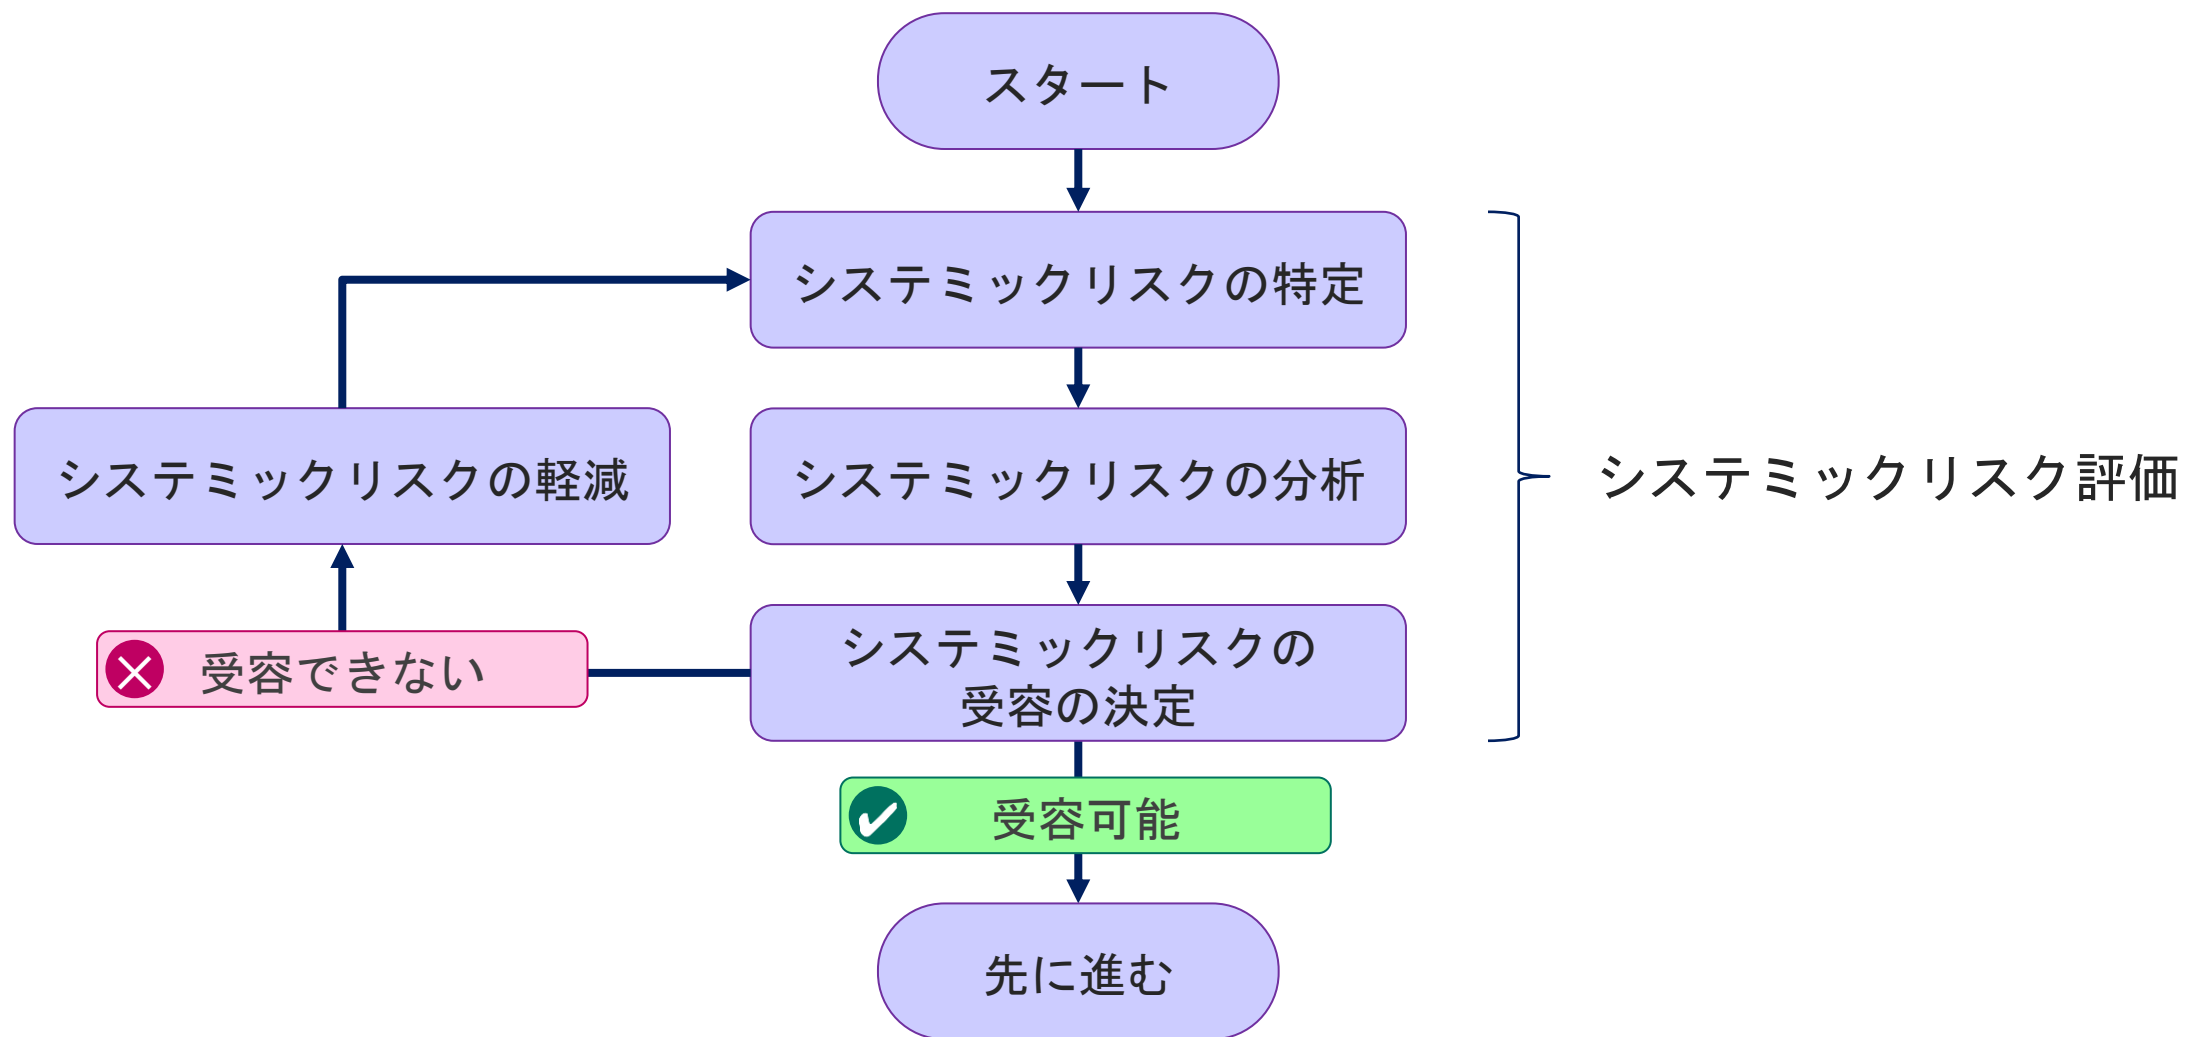 スタート
システミックリスクの特定
システミックリスクの軽減
システミックリスクの分析
システミックリスク評価
システミックリスクの
受容の決定
受容できない
受容可能
先に進む